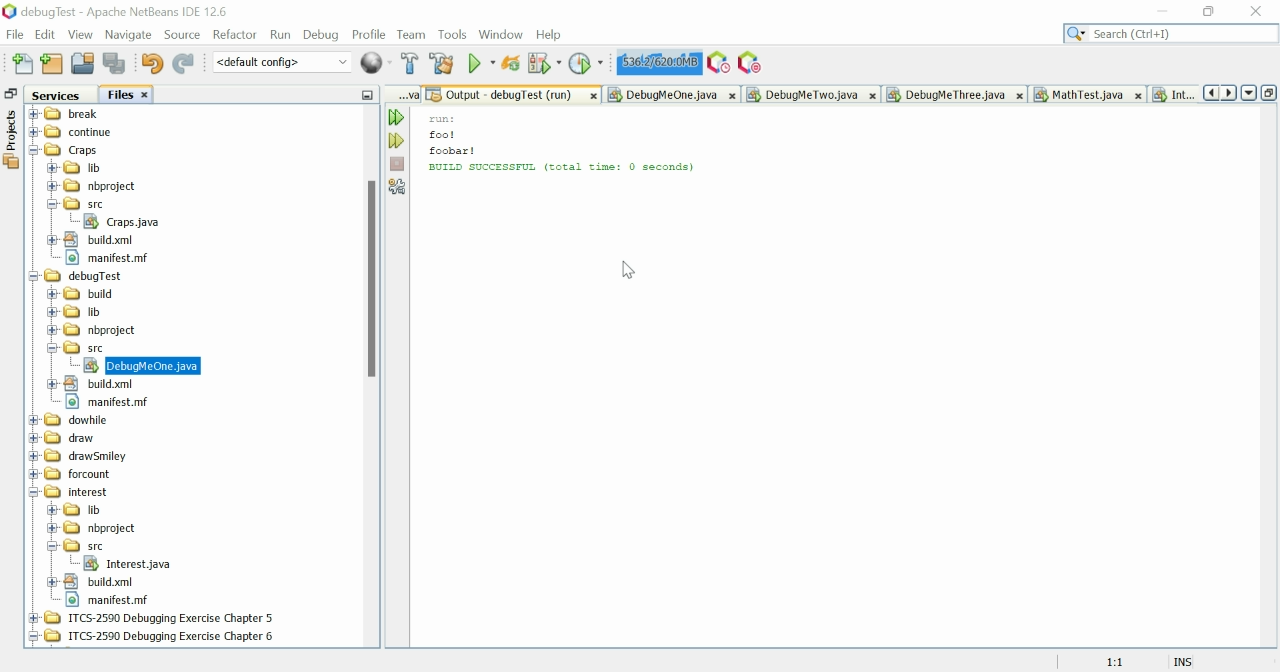 debugTest - Apache NetBeans IDE 12.6
File Edit View Navigate Source Refactor Run Debug Profile Team Tools Window Help
Search (Ctrl+I)
<default config>
536.2/620.0MB
Services Files
...va Output - debugTest (run) DebugMeOne.java DebugMeTwo.java DebugMeThree.java MathTest.java Int...
Projects
break
continue
Craps
lib
nbproject
src
Craps.java
build.xml
manifest.mf
debugTest
build
lib
nbproject
src
DebugMeOne.java
build.xml
manifest.mf
dowhile
draw
drawSmiley
forcount
interest
lib
nbproject
src
Interest.java
build.xml
manifest.mf
ITCS-2590 Debugging Exercise Chapter 5
ITCS-2590 Debugging Exercise Chapter 6
run:
foo!
foobar!
BUILD SUCCESSFUL (total time: 0 seconds)
1:1 INS